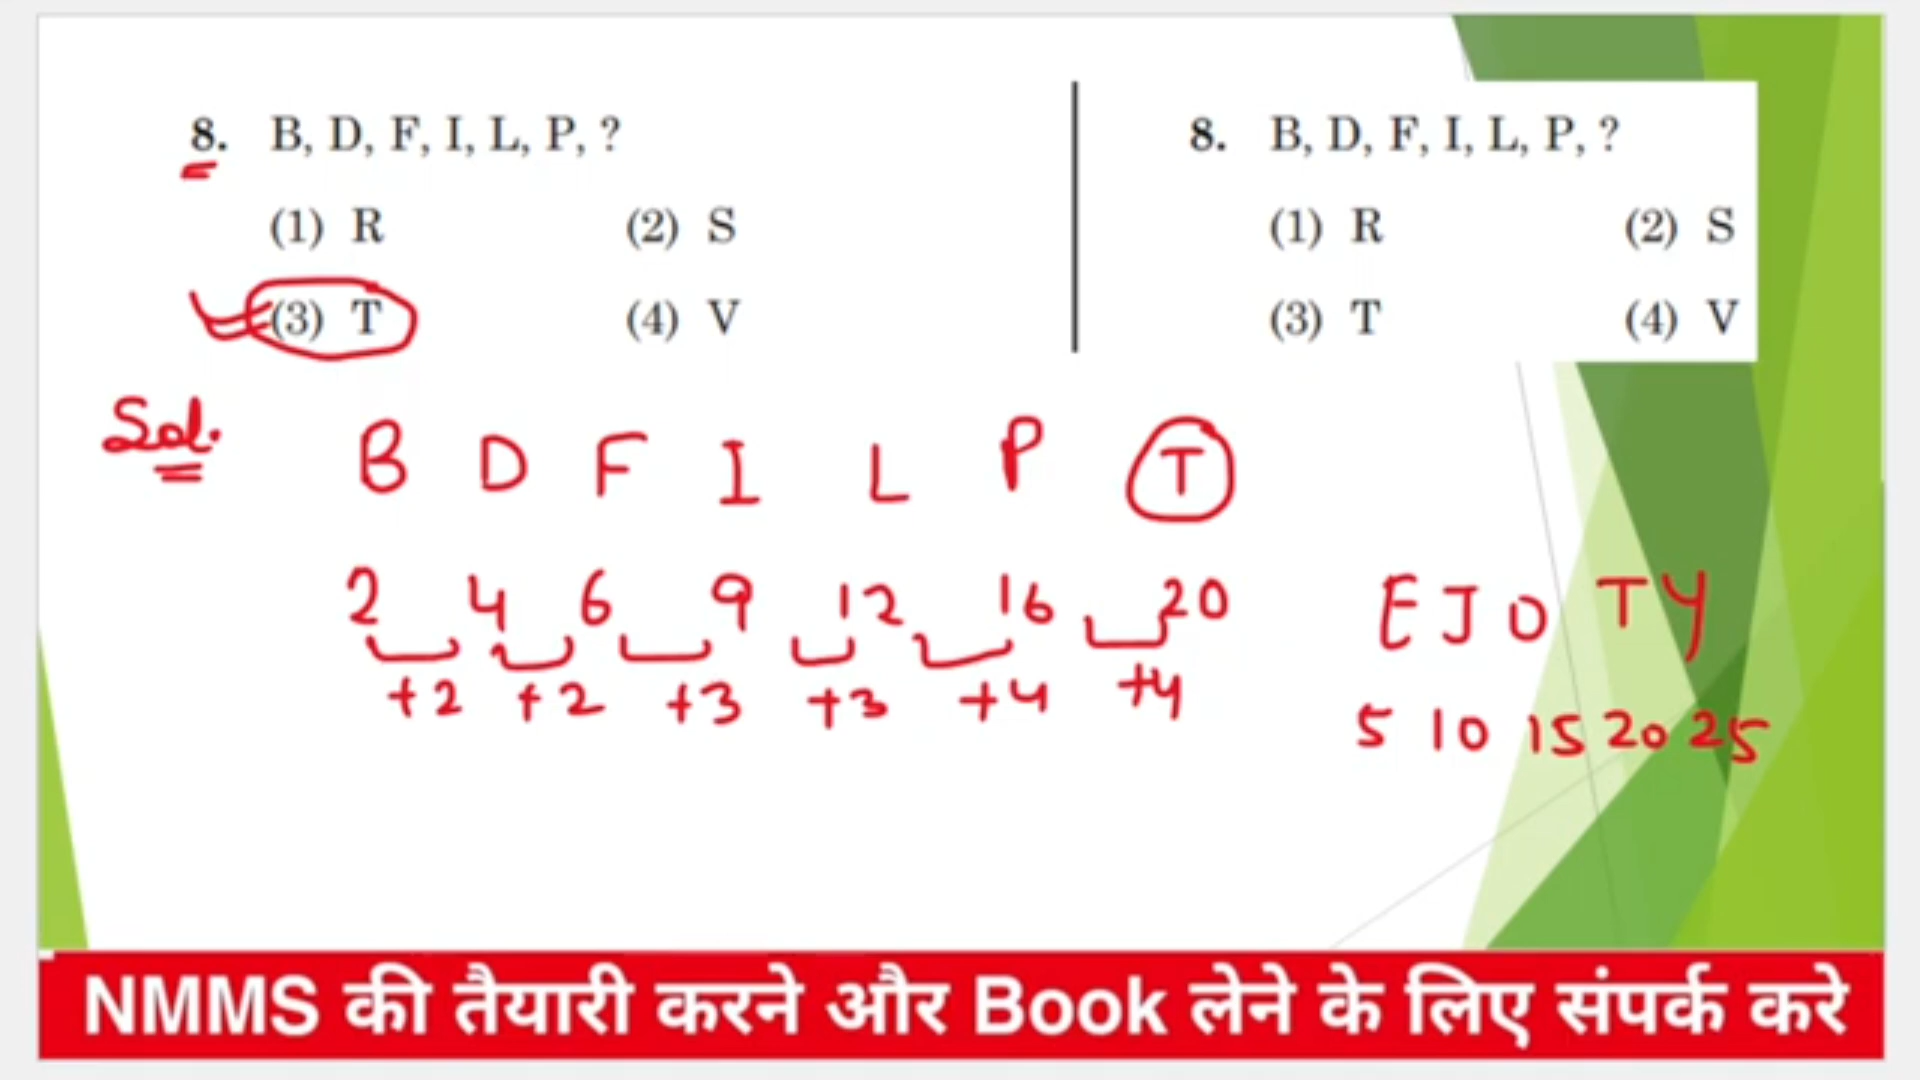 8. B, D, F, I, L, P, ?
(1) R (2) S
(3) T (4) V
8. B, D, F, I, L, P, ?
(1) R (2) S
(3) T (4) V
Sol.
B D F I L P T
2 4 6 9 12 16 20
+2 +2 +3 +3 +4 +4
E J O T Y
5 10 15 20 25
NMMS की तैयारी करने और Book लेने के लिए संपर्क करे